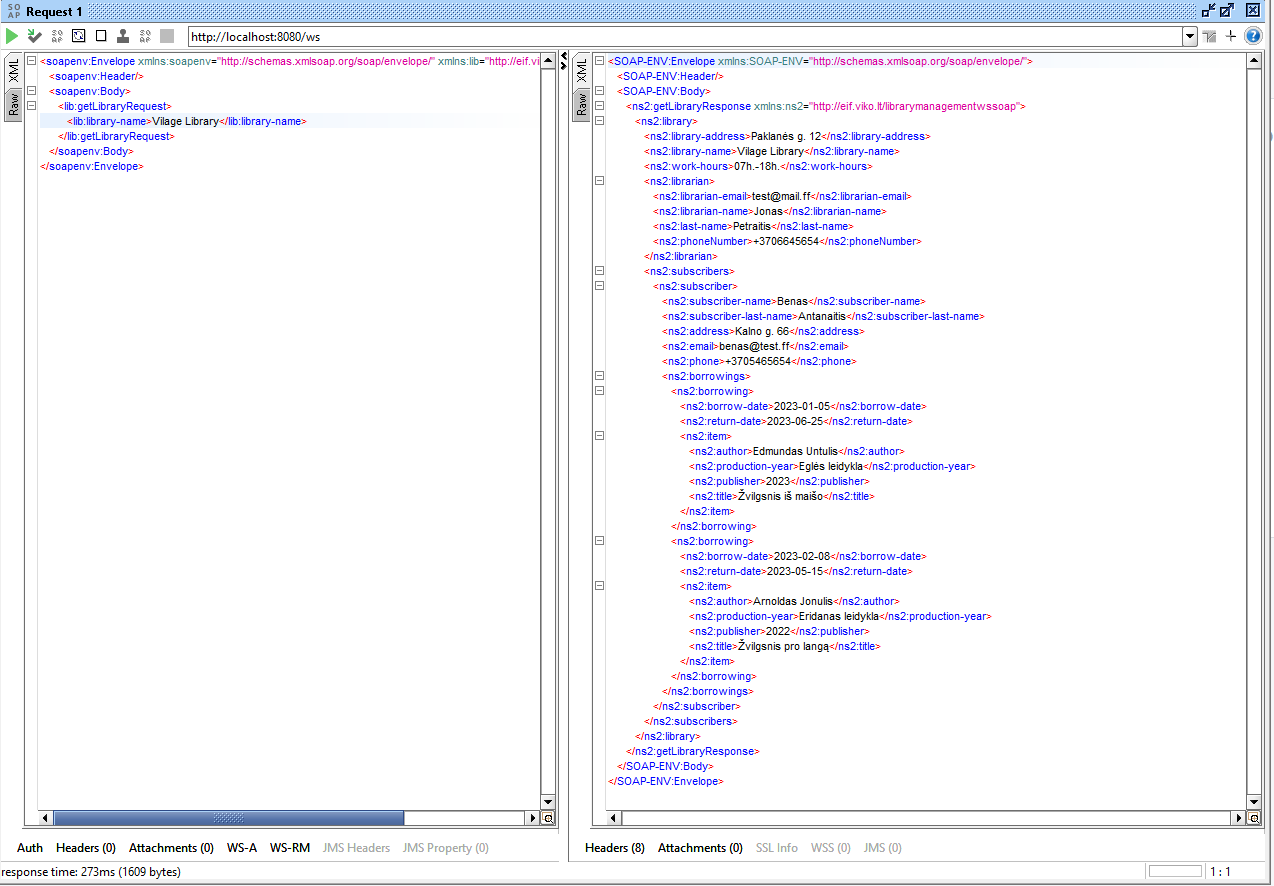 SOAP Request 1
http://localhost:8080/ws
XML
Raw
<soapenv:Envelope xmlns:soapenv="http://schemas.xmlsoap.org/soap/envelope/" xmlns:lib="http://eif.vi
<soapenv:Header/>
<soapenv:Body>
<lib:getLibraryRequest>
<lib:library-name>Vilage Library</lib:library-name>
</lib:getLibraryRequest>
</soapenv:Body>
</soapenv:Envelope>
XML
Raw
<SOAP-ENV:Envelope xmlns:SOAP-ENV="http://schemas.xmlsoap.org/soap/envelope/">
<SOAP-ENV:Header/>
<SOAP-ENV:Body>
<ns2:getLibraryResponse xmlns:ns2="http://eif.viko.lt/librarymanagementwssoap">
<ns2:library>
<ns2:library-address>Paklanės g. 12</ns2:library-address>
<ns2:library-name>Vilage Library</ns2:library-name>
<ns2:work-hours>07h.-18h.</ns2:work-hours>
<ns2:librarian>
<ns2:librarian-email>test@mail.ff</ns2:librarian-email>
<ns2:librarian-name>Jonas</ns2:librarian-name>
<ns2:last-name>Petraitis</ns2:last-name>
<ns2:phoneNumber>+3706645654</ns2:phoneNumber>
</ns2:librarian>
<ns2:subscribers>
<ns2:subscriber>
<ns2:subscriber-name>Benas</ns2:subscriber-name>
<ns2:subscriber-last-name>Antanaitis</ns2:subscriber-last-name>
<ns2:address>Kalno g. 66</ns2:address>
<ns2:email>benas@test.ff</ns2:email>
<ns2:phone>+3705465654</ns2:phone>
<ns2:borrowings>
<ns2:borrowing>
<ns2:borrow-date>2023-01-05</ns2:borrow-date>
<ns2:return-date>2023-06-25</ns2:return-date>
<ns2:item>
<ns2:author>Edmundas Untulis</ns2:author>
<ns2:production-year>Eglės leidykla</ns2:production-year>
<ns2:publisher>2023</ns2:publisher>
<ns2:title>Žvilgsnis iš maišo</ns2:title>
</ns2:item>
</ns2:borrowing>
<ns2:borrowing>
<ns2:borrow-date>2023-02-08</ns2:borrow-date>
<ns2:return-date>2023-05-15</ns2:return-date>
<ns2:item>
<ns2:author>Arnoldas Jonulis</ns2:author>
<ns2:production-year>Eridanas leidykla</ns2:production-year>
<ns2:publisher>2022</ns2:publisher>
<ns2:title>Žvilgsnis pro langą</ns2:title>
</ns2:item>
</ns2:borrowing>
</ns2:borrowings>
</ns2:subscriber>
</ns2:subscribers>
</ns2:library>
</ns2:getLibraryResponse>
</SOAP-ENV:Body>
</SOAP-ENV:Envelope>
Auth Headers (0) Attachments (0) WS-A WS-RM JMS Headers JMS Property (0)
Headers (8) Attachments (0) SSL Info WSS (0) JMS (0)
response time: 273ms (1609 bytes)
1 : 1